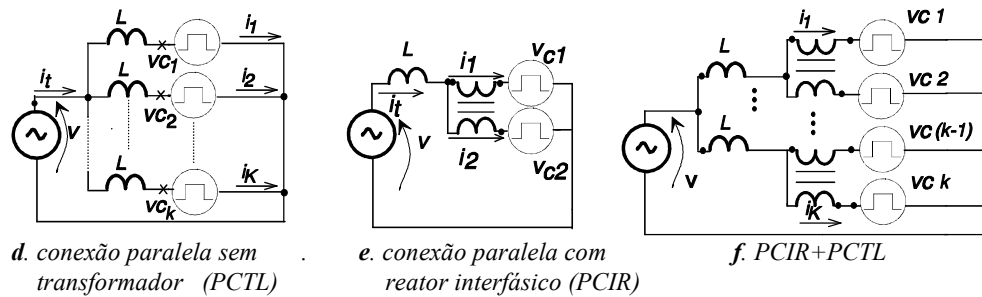 L
i1
vc1
it
L
i2
vc2
v
L
iK
vck
d. conexão paralela sem .
transformador (PCTL)
L
i1
vc1
it
v
i2
vc2
e. conexão paralela com
reator interfásico (PCIR)
i1
vc 1
L
vc 2
L
vc (k-1)
v
iK
vc k
f. PCIR+PCTL